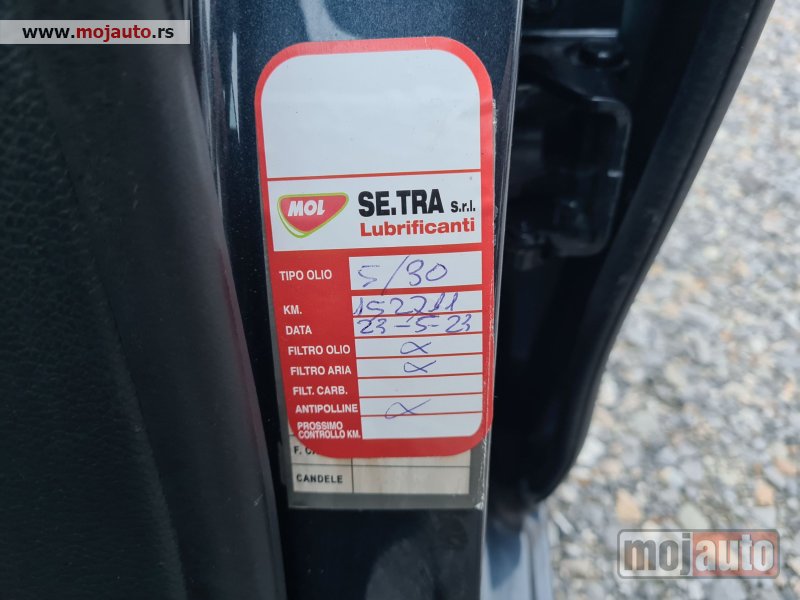 www.mojauto.rs
MOL SE.TRA S.r.l.
Lubrificanti
TIPO OLIO 5/30
KM. 152711
DATA 23-5-23
FILTRO OLIO α
FILTRO ARIA α
FILT. CARB.
ANTIPOLLINE α
PROSSIMO
CONTROLLO KM.
CANDELE
mojauto